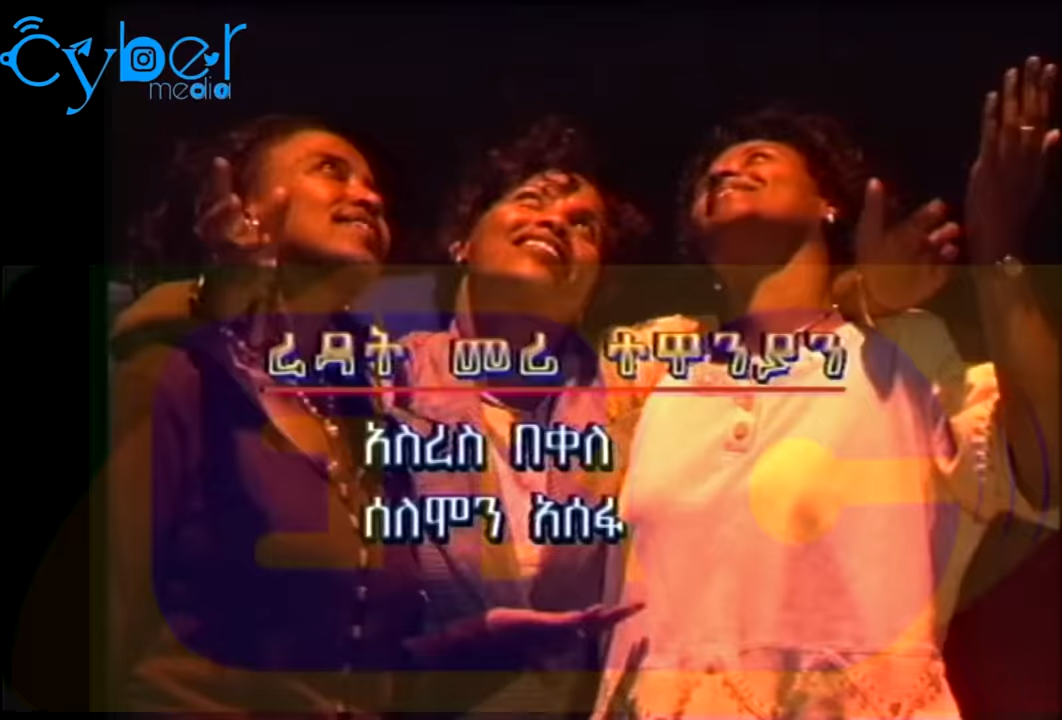 cyber
media
ረዳት መሪ ተዋንያን
አስረስ በቀለ
ሰለሞን አሰፋ